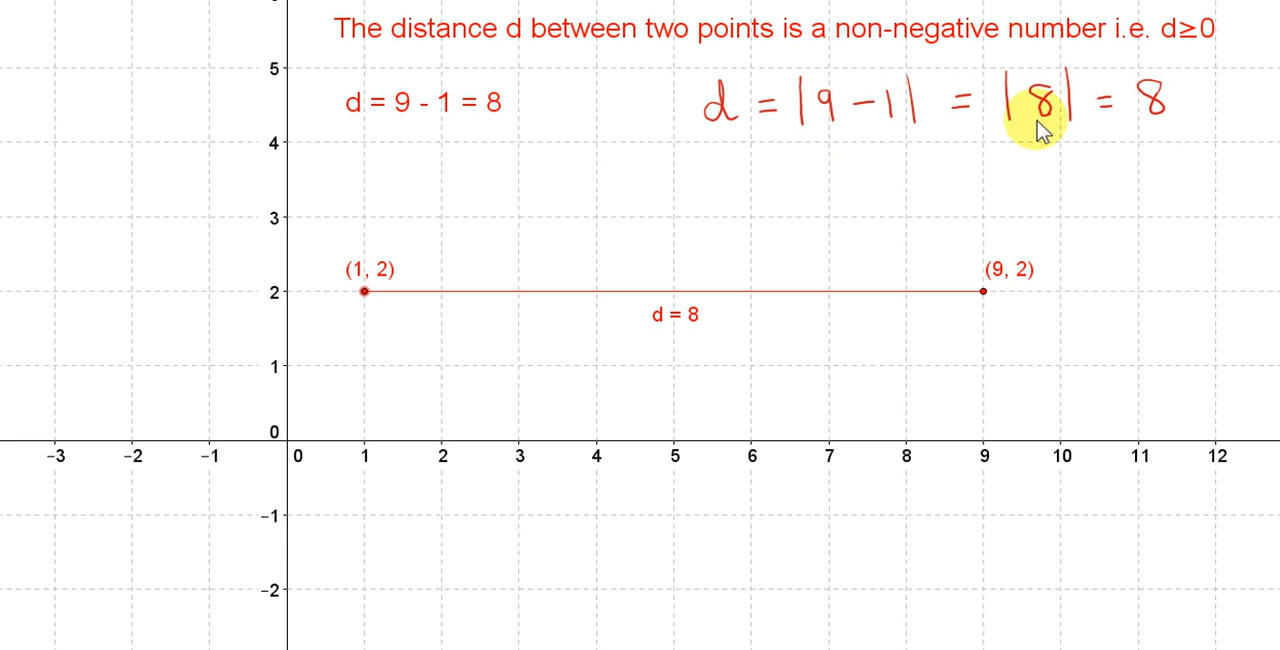 The distance d between two points is a non-negative number i.e. d≥0
5
d = 9 - 1 = 8
d = |9 - 1| = |8| = 8
4
3
(1, 2)
(9, 2)
2
d = 8
1
0
−3 −2 −1 0 1 2 3 4 5 6 7 8 9 10 11 12
−1
−2